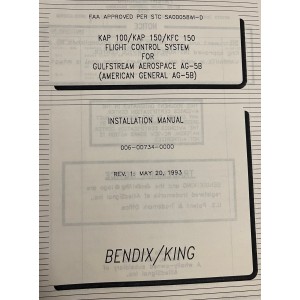 FAA APPROVED PER STC SA00058WI-D
KAP 100/KAP 150/KFC 150
FLIGHT CONTROL SYSTEM
FOR
GULFSTREAM AEROSPACE AG-5B
(AMERICAN GENERAL AG-5B)
INSTALLATION MANUAL
006-00734-0000
REV. 1: MAY 20, 1993
BENDIX/KING